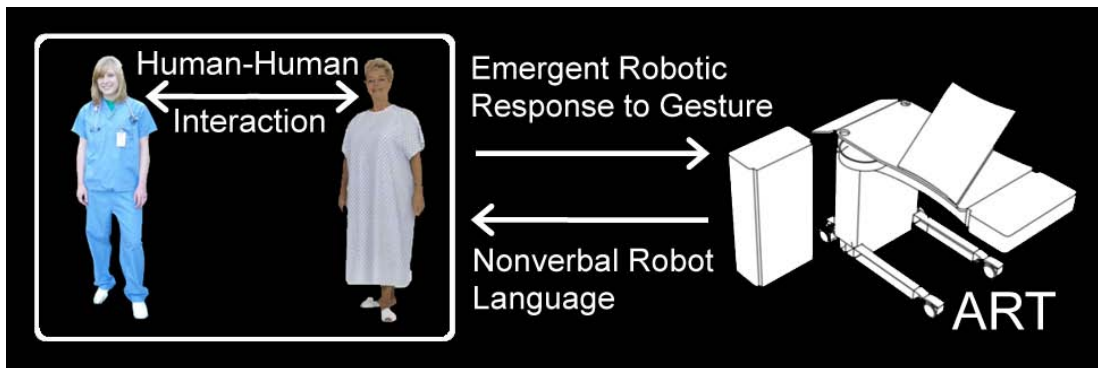 Human-Human
Interaction
Emergent Robotic
Response to Gesture
Nonverbal Robot
Language
ART